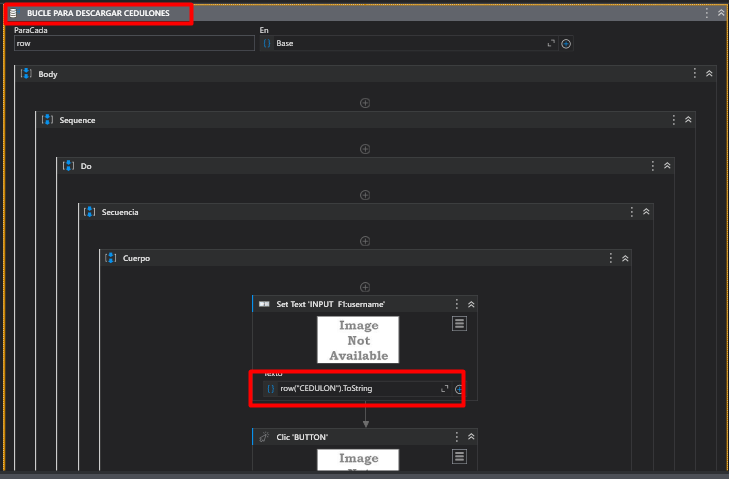 BUCLE PARA DESCARGAR CEDULONES
ParaCada
En
row
Base
Body
Sequence
Do
Secuencia
Cuerpo
Set Text 'INPUT F1:username'
Image
Not
Available
Texto
row("CEDULON").ToString
Clic 'BUTTON'
Image